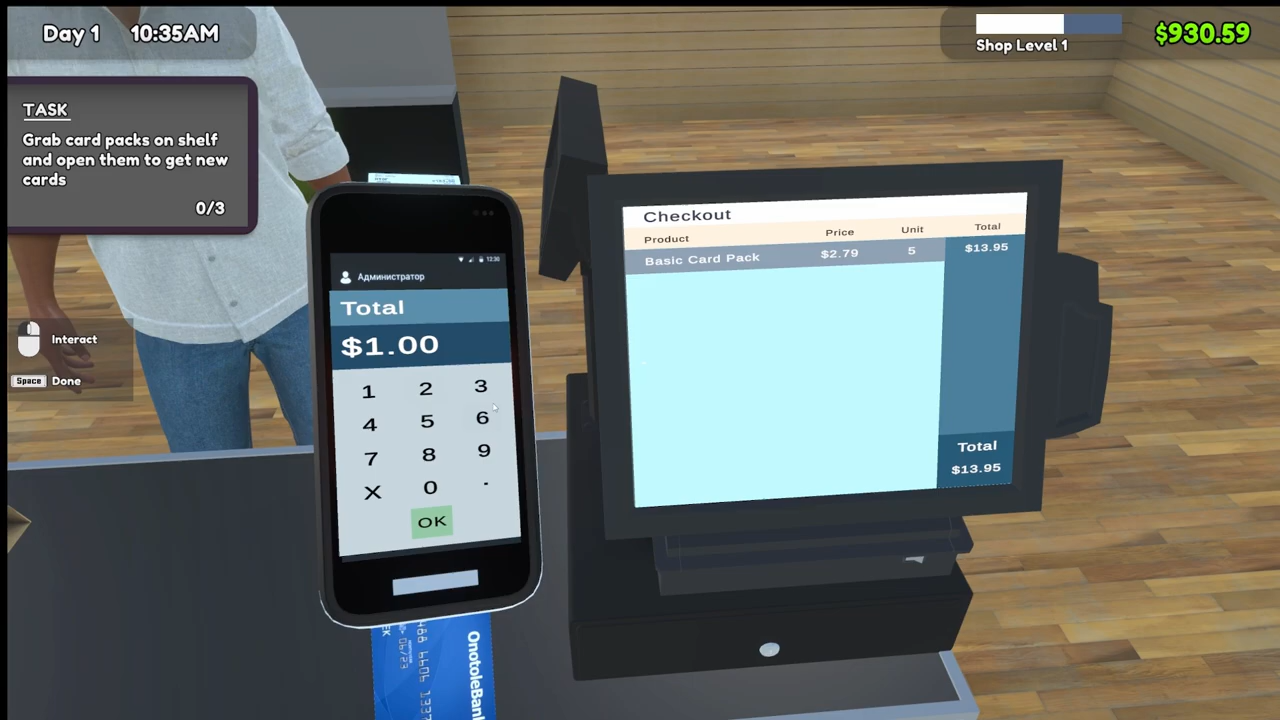 Day 1 10:35AM
Shop Level 1
$930.59
TASK
Grab card packs on shelf
and open them to get new
cards
0/3
Interact
Space Done
13:30
Администратор
Total
$1.00
1 2 3
4 5 6
7 8 9
X 0 .
OK
Checkout
Product Price Unit Total
Basic Card Pack $2.79 5 $13.95
Total
$13.95
OnotoleBank